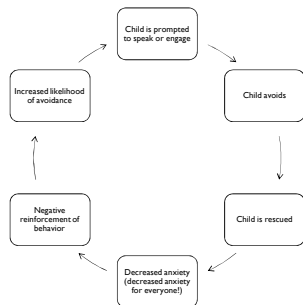 Child is prompted
to speak or engage
Child avoids
Child is rescued
Decreased anxiety
(decreased anxiety
for everyone!)
Negative
reinforcement of
behavior
Increased likelihood
of avoidance